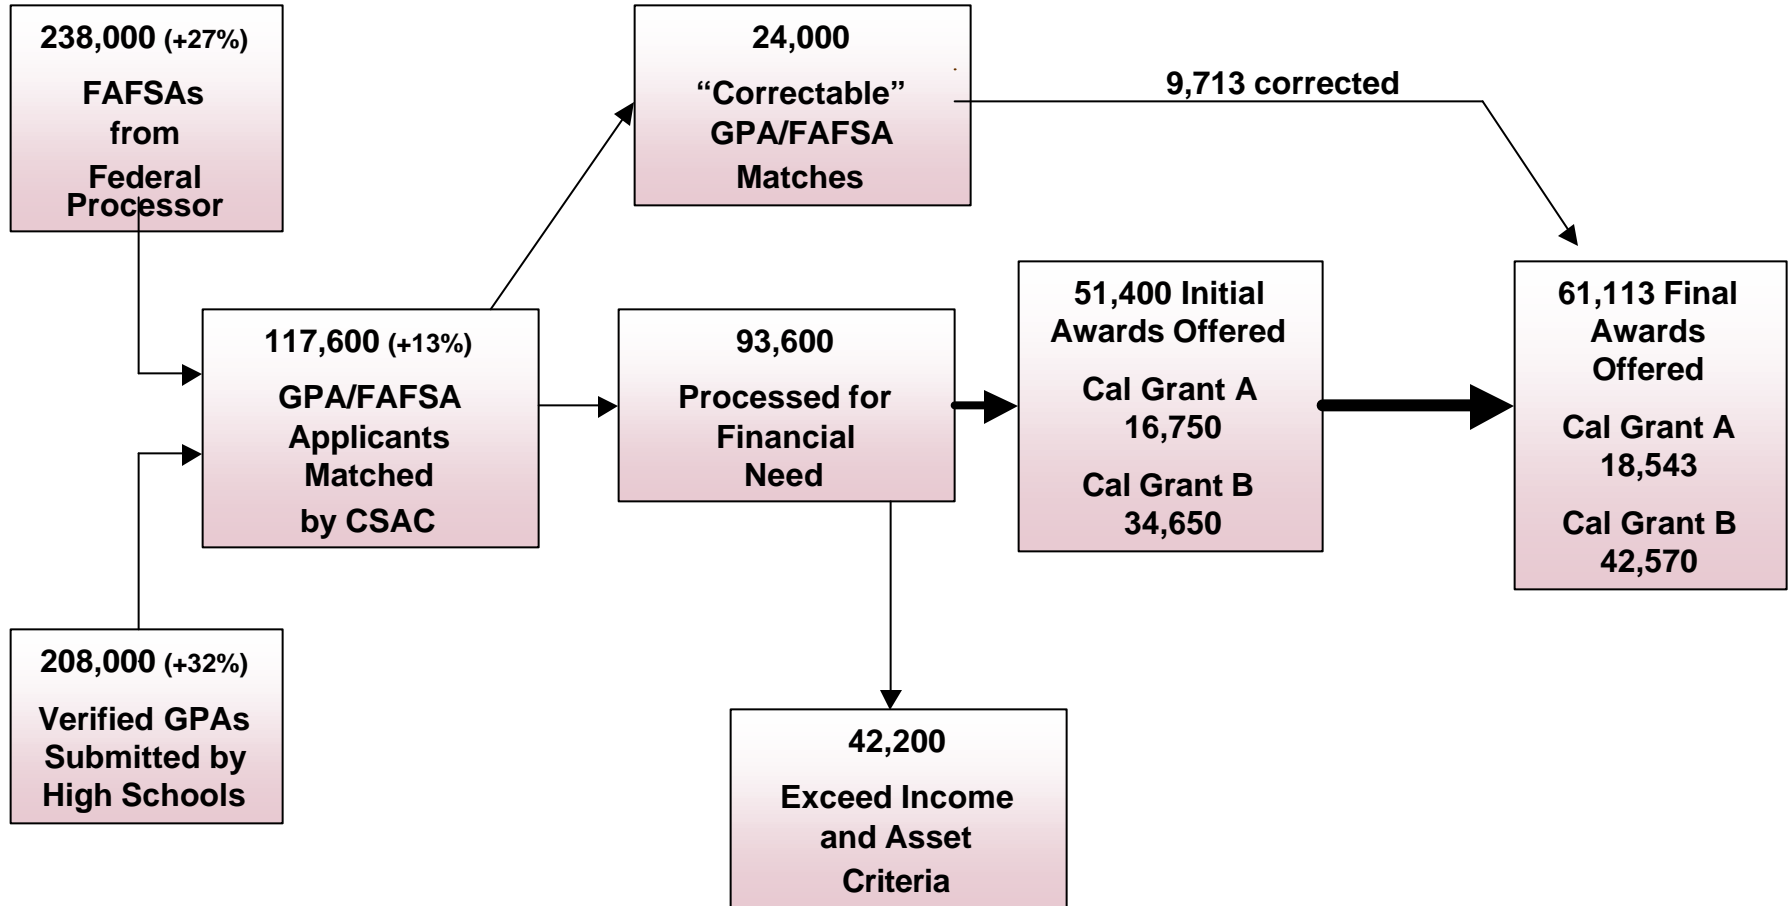 238,000 (+27%)
FAFSAs
from
Federal
Processor
24,000
“Correctable”
GPA/FAFSA
Matches
9,713 corrected
117,600 (+13%)
GPA/FAFSA
Applicants
Matched
by CSAC
93,600
Processed for
Financial
Need
51,400 Initial
Awards Offered
Cal Grant A
16,750
Cal Grant B
34,650
61,113 Final
Awards
Offered
Cal Grant A
18,543
Cal Grant B
42,570
208,000 (+32%)
Verified GPAs
Submitted by
High Schools
42,200
Exceed Income
and Asset
Criteria